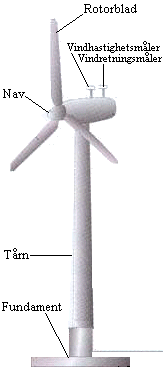 Rotorblad
Vindhastighetsmåler
Vindretningsmåler
Nav
Tårn
Fundament